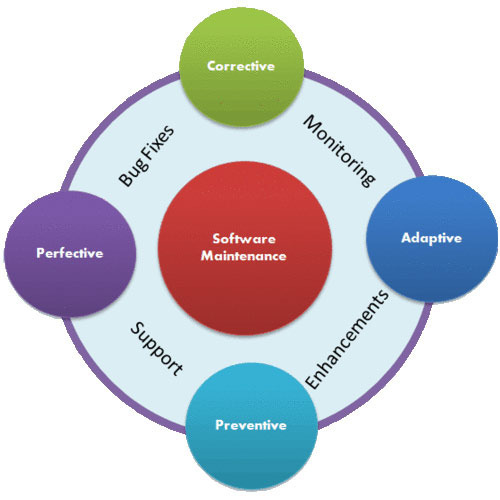 Corrective
Bug Fixes
Monitoring
Software
Maintenance
Perfective
Adaptive
Support
Enhancements
Preventive